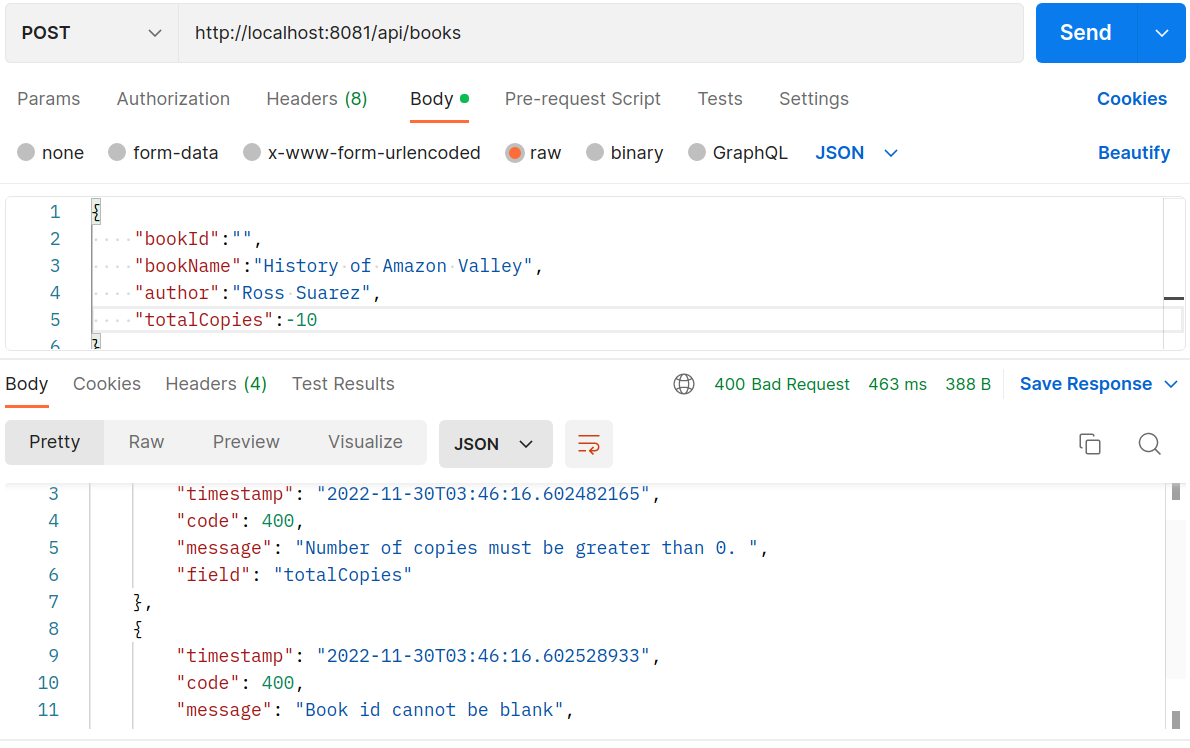 POST http://localhost:8081/api/books Send
Params Authorization Headers (8) Body Pre-request Script Tests Settings Cookies
none form-data x-www-form-urlencoded raw binary GraphQL JSON Beautify
1 {
2 "bookId":"",
3 "bookName":"History of Amazon Valley",
4 "author":"Ross Suarez",
5 "totalCopies":-10
6 }
Body Cookies Headers (4) Test Results 400 Bad Request 463 ms 388 B Save Response
Pretty Raw Preview Visualize JSON
3 "timestamp": "2022-11-30T03:46:16.602482165",
4 "code": 400,
5 "message": "Number of copies must be greater than 0. ",
6 "field": "totalCopies"
7 },
8 {
9 "timestamp": "2022-11-30T03:46:16.602528933",
10 "code": 400,
11 "message": "Book id cannot be blank",